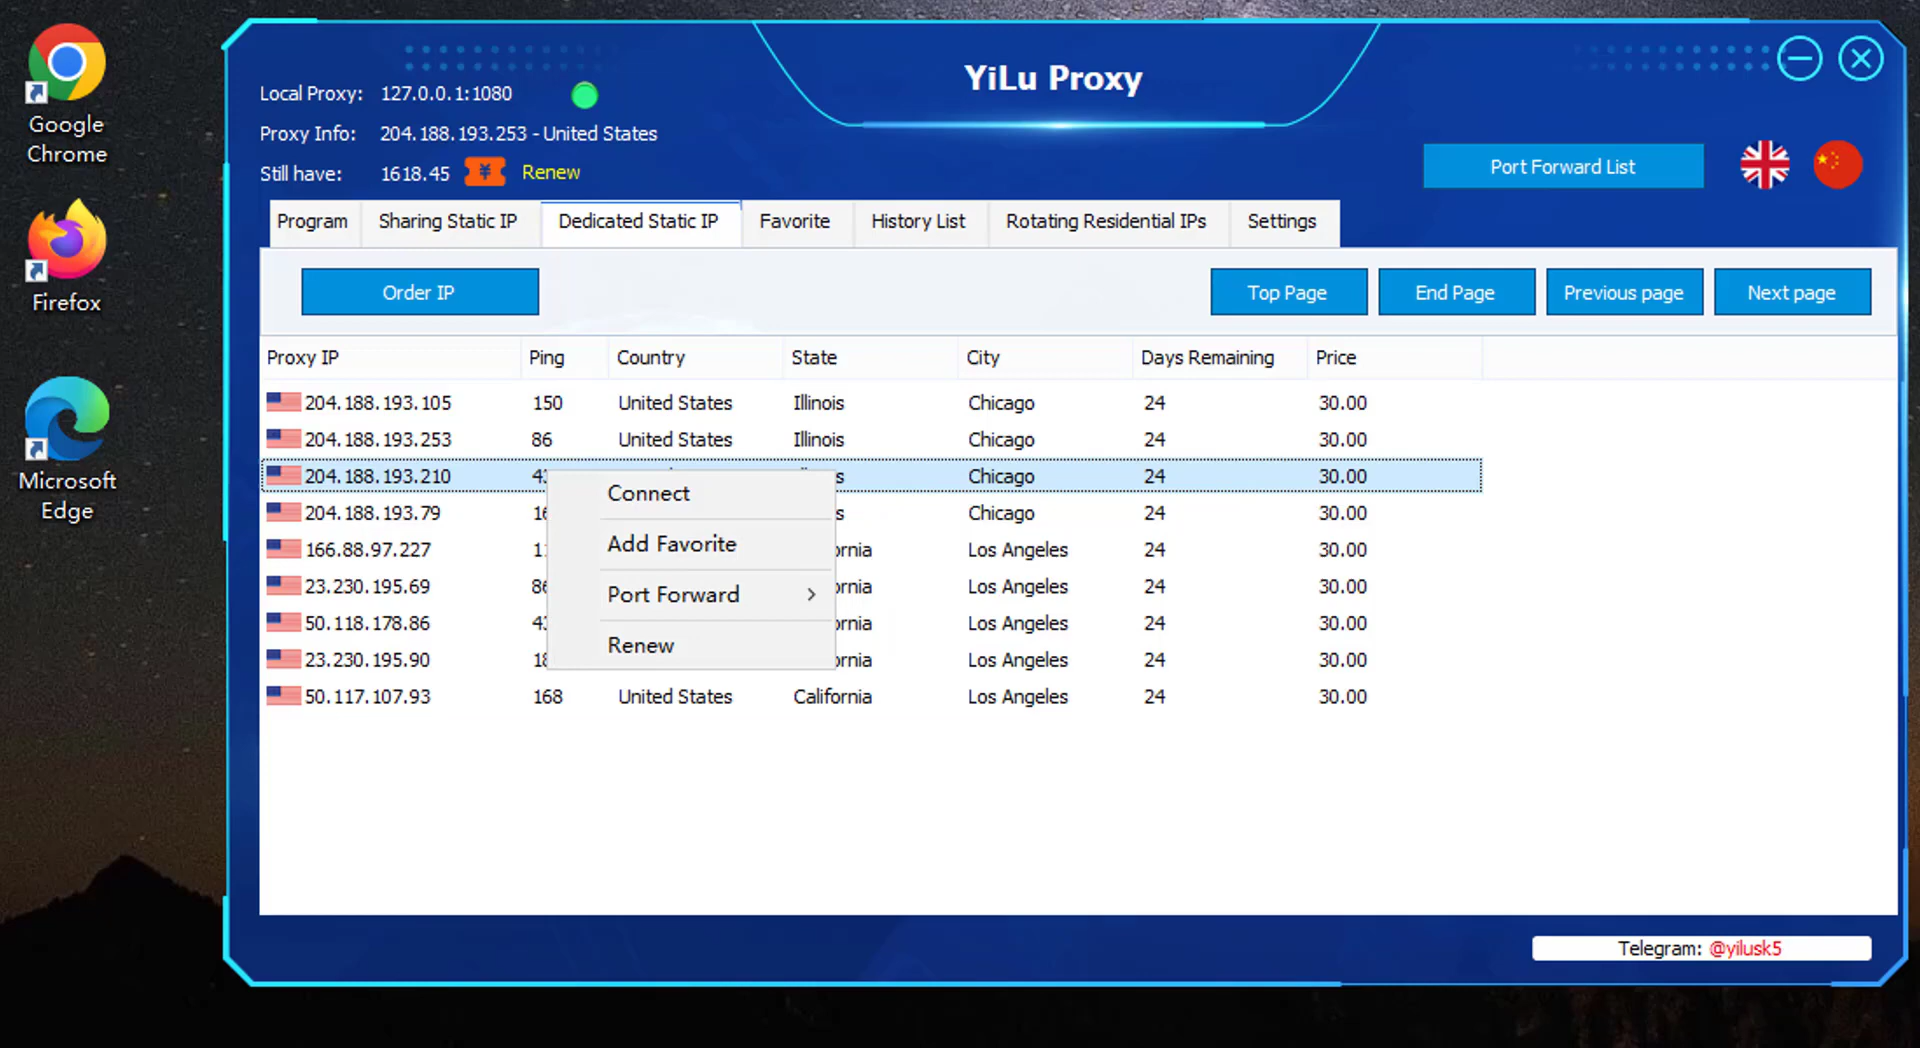 Google
Chrome
Firefox
Microsoft
Edge
YiLu Proxy
Local Proxy: 127.0.0.1:1080
Proxy Info: 204.188.193.253 - United States
Still have: 1618.45 ¥ Renew
Port Forward List
Program Sharing Static IP Dedicated Static IP Favorite History List Rotating Residential IPs Settings
Order IP Top Page End Page Previous page Next page
Proxy IP Ping Country State City Days Remaining Price
204.188.193.105 150 United States Illinois Chicago 24 30.00
204.188.193.253 86 United States Illinois Chicago 24 30.00
204.188.193.210 Chicago 24 30.00
204.188.193.79 Chicago 24 30.00
166.88.97.227 Los Angeles 24 30.00
23.230.195.69 Los Angeles 24 30.00
50.118.178.86 Los Angeles 24 30.00
23.230.195.90 Los Angeles 24 30.00
50.117.107.93 168 United States California Los Angeles 24 30.00
Connect
Add Favorite
Port Forward
Renew
Telegram: @yilusk5